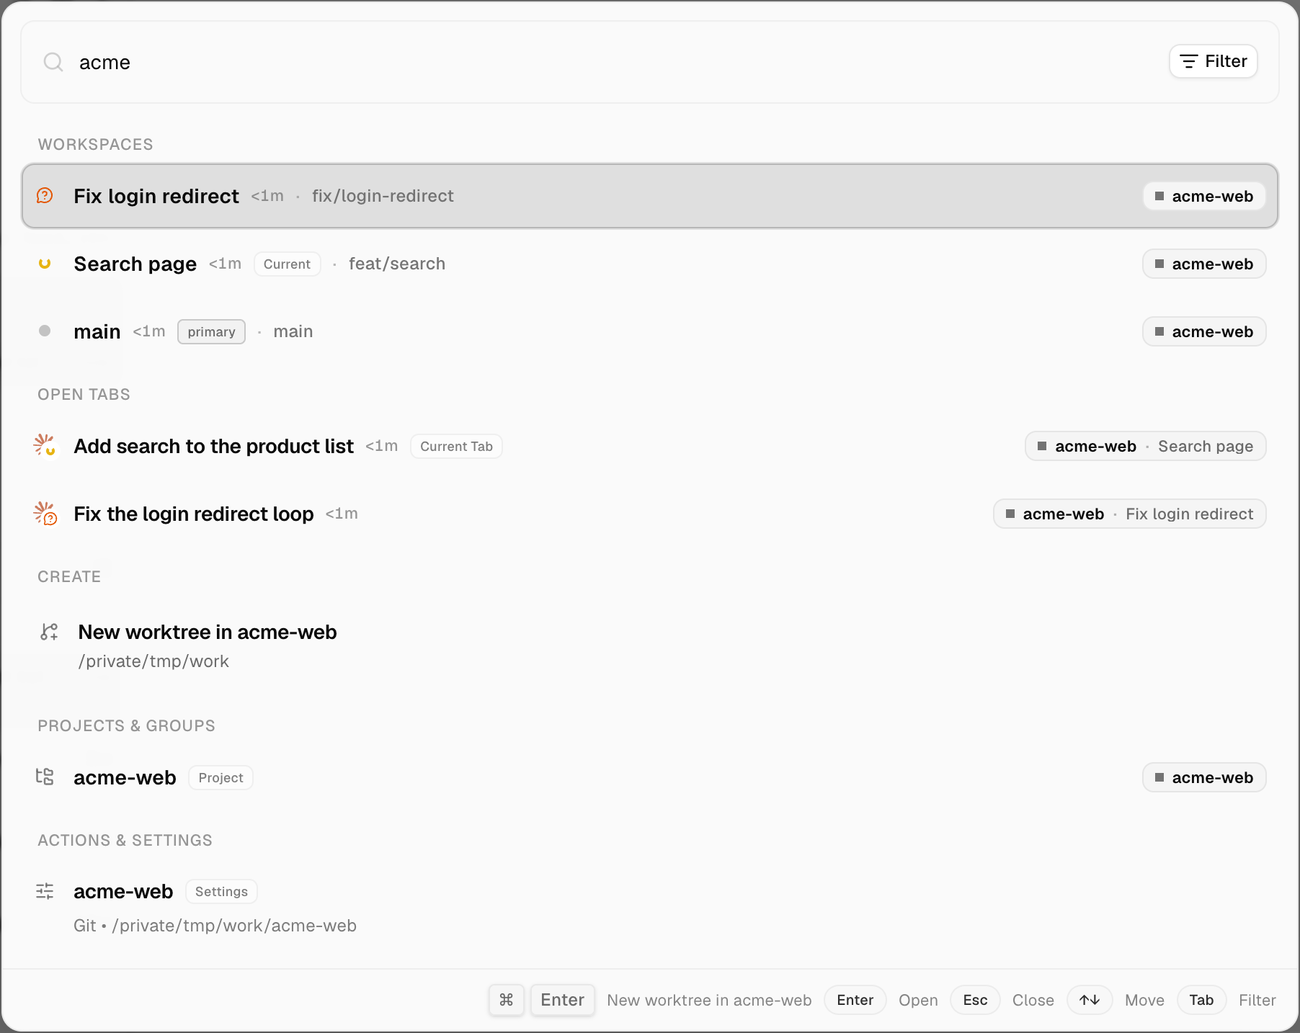 acme
Filter
WORKSPACES
Fix login redirect <1m · fix/login-redirect acme-web
Search page <1m Current · feat/search acme-web
main <1m primary · main acme-web
OPEN TABS
Add search to the product list <1m Current Tab acme-web · Search page
Fix the login redirect loop <1m acme-web · Fix login redirect
CREATE
New worktree in acme-web
/private/tmp/work
PROJECTS & GROUPS
acme-web Project acme-web
ACTIONS & SETTINGS
acme-web Settings
Git • /private/tmp/work/acme-web
⌘ Enter New worktree in acme-web Enter Open Esc Close ↑↓ Move Tab Filter